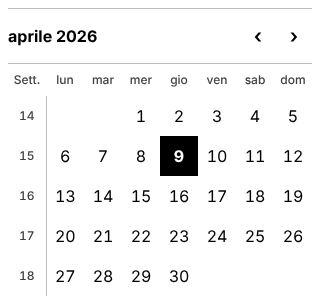 aprile 2026
Sett. lun mar mer gio ven sab dom
14 1 2 3 4 5
15 6 7 8 9 10 11 12
16 13 14 15 16 17 18 19
17 20 21 22 23 24 25 26
18 27 28 29 30